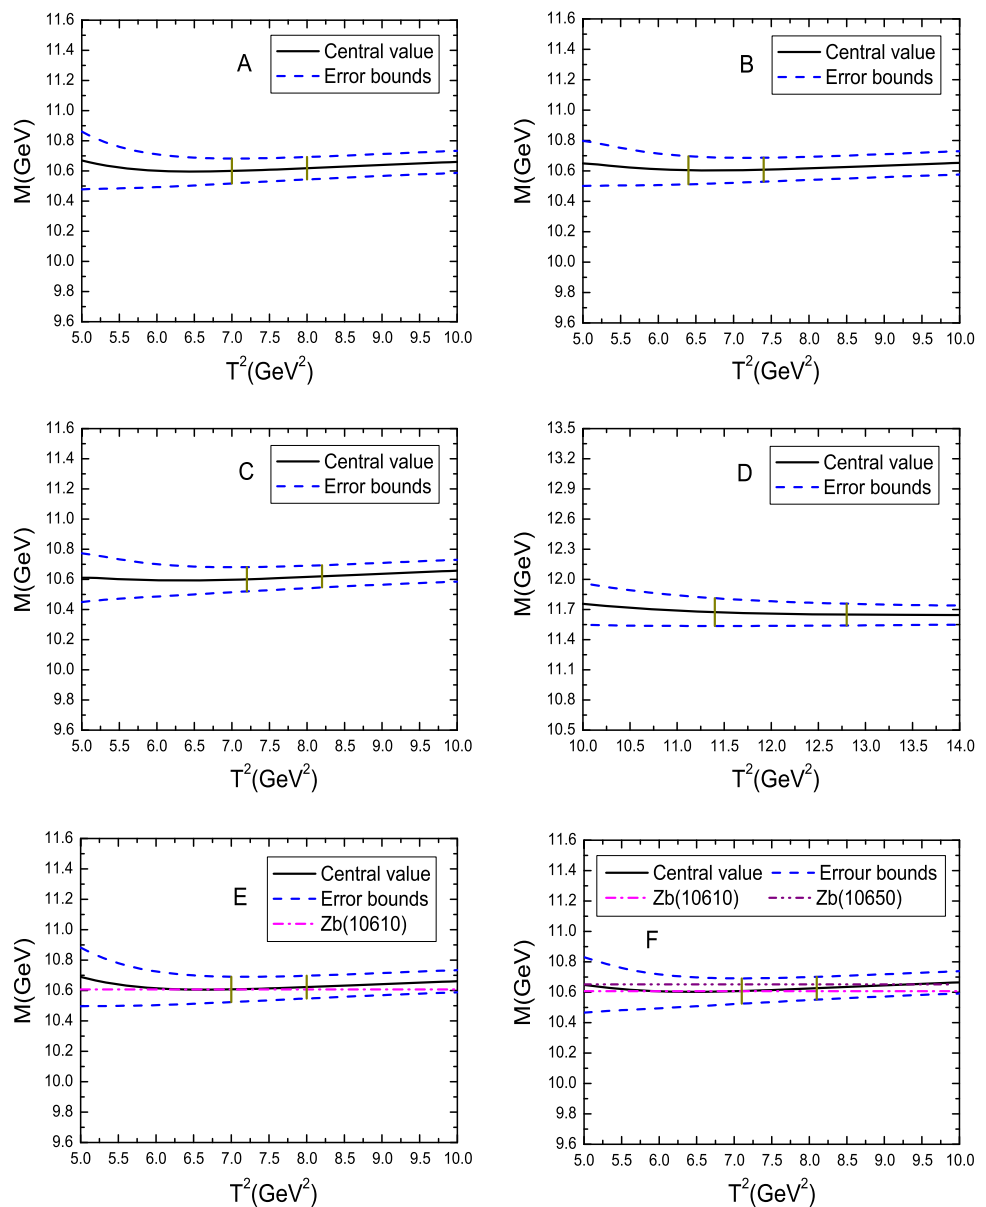 11.6
11.4
11.2
11.0
10.8
10.6
10.4
10.2
10.0
9.8
9.6
M(GeV)
A
Central value
Error bounds
5.0 5.5 6.0 6.5 7.0 7.5 8.0 8.5 9.0 9.5 10.0
T²(GeV²)
11.6
11.4
11.2
11.0
10.8
10.6
10.4
10.2
10.0
9.8
9.6
M(GeV)
B
Central value
Error bounds
5.0 5.5 6.0 6.5 7.0 7.5 8.0 8.5 9.0 9.5 10.0
T²(GeV²)
11.6
11.4
11.2
11.0
10.8
10.6
10.4
10.2
10.0
9.8
9.6
M(GeV)
C
Central value
Error bounds
5.0 5.5 6.0 6.5 7.0 7.5 8.0 8.5 9.0 9.5 10.0
T²(GeV²)
13.5
13.2
12.9
12.6
12.3
12.0
11.7
11.4
11.1
10.8
10.5
M(GeV)
D
Central value
Error bounds
10.0 10.5 11.0 11.5 12.0 12.5 13.0 13.5 14.0
T²(GeV²)
11.6
11.4
11.2
11.0
10.8
10.6
10.4
10.2
10.0
9.8
9.6
M(GeV)
E
Central value
Error bounds
Zb(10610)
5.0 5.5 6.0 6.5 7.0 7.5 8.0 8.5 9.0 9.5 10.0
T²(GeV²)
11.6
11.4
11.2
11.0
10.8
10.6
10.4
10.2
10.0
9.8
9.6
M(GeV)
Central value Errour bounds
Zb(10610) Zb(10650)
F
5.0 5.5 6.0 6.5 7.0 7.5 8.0 8.5 9.0 9.5 10.0
T²(GeV²)